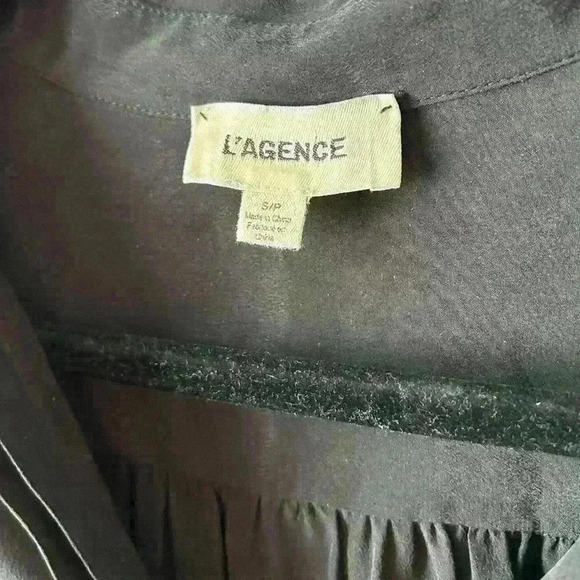 L'AGENCE
S/P
Made in China
Fabriqué en
Chine